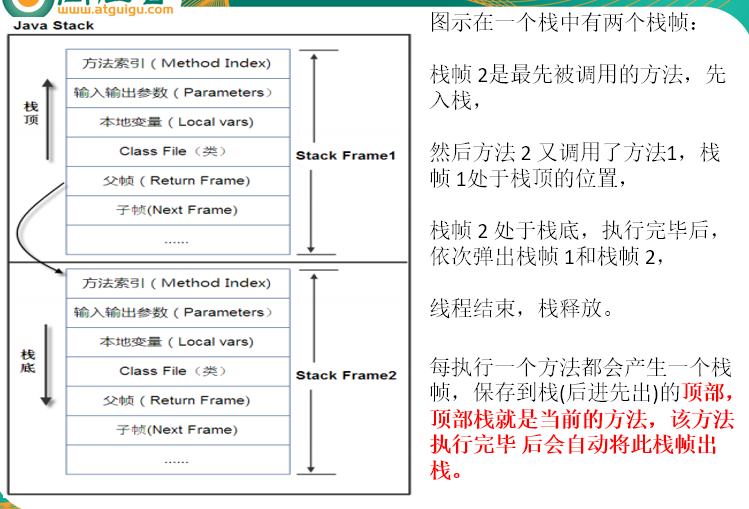 www.atguigu.com
Java Stack
方法索引 ( Method Index)
输入输出参数 ( Parameters )
本地变量 ( Local vars)
Class File （类）
父帧 ( Return Frame)
子帧(Next Frame)
......
栈
顶
Stack Frame1
方法索引 ( Method Index)
输入输出参数 ( Parameters )
本地变量 ( Local vars)
Class File （类）
父帧 ( Return Frame)
子帧(Next Frame)
......
栈
底
Stack Frame2
图示在一个栈中有两个栈帧：
栈帧 2是最先被调用的方法，先
入栈，
然后方法 2 又调用了方法1，栈
帧 1处于栈顶的位置，
栈帧 2 处于栈底，执行完毕后，
依次弹出栈帧 1和栈帧 2，
线程结束，栈释放。
每执行一个方法都会产生一个栈
帧，保存到栈(后进先出)的顶部，
顶部栈就是当前的方法，该方法
执行完毕 后会自动将此栈帧出
栈。